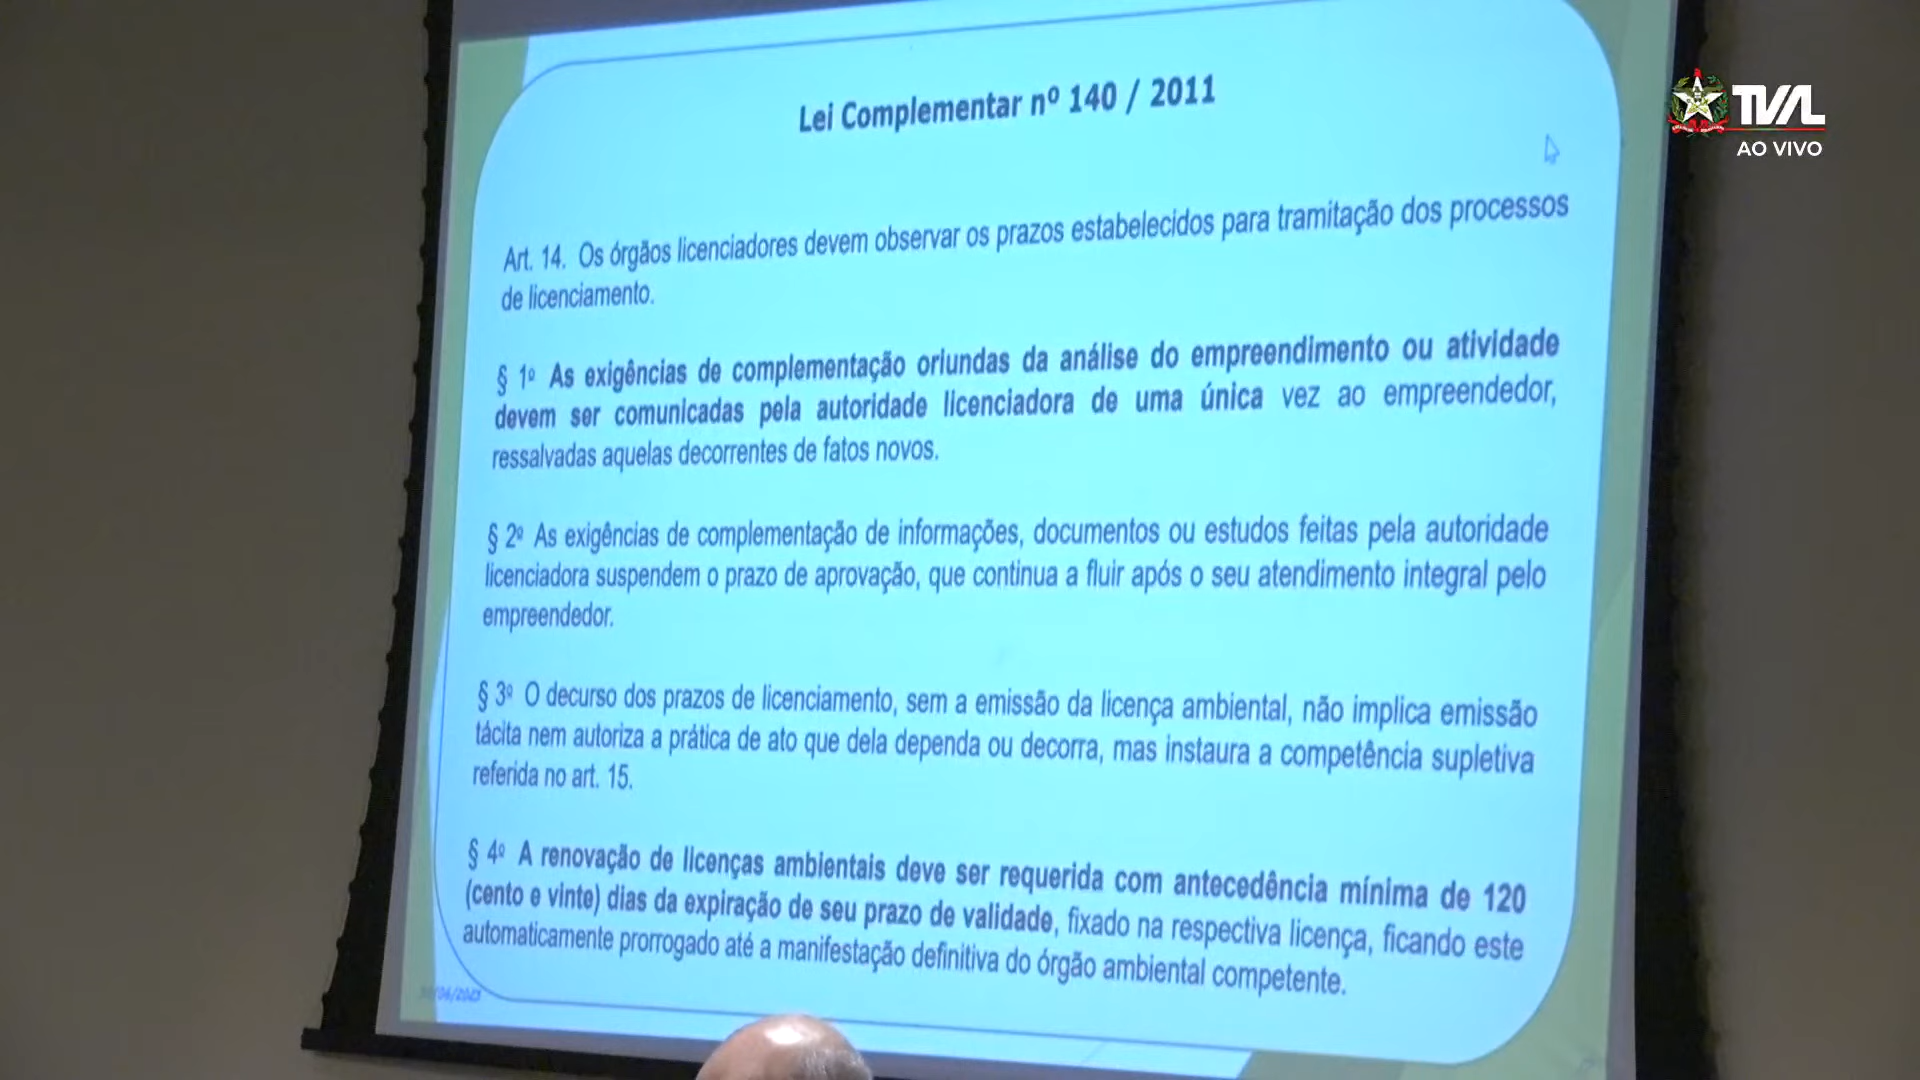 Lei Complementar nº 140 / 2011
TVAL
AO VIVO
Art. 14. Os órgãos licenciadores devem observar os prazos estabelecidos para tramitação dos processos
de licenciamento.
§ 1º As exigências de complementação oriundas da análise do empreendimento ou atividade
devem ser comunicadas pela autoridade licenciadora de uma única vez ao empreendedor,
ressalvadas aquelas decorrentes de fatos novos.
§ 2º As exigências de complementação de informações, documentos ou estudos feitas pela autoridade
licenciadora suspendem o prazo de aprovação, que continua a fluir após o seu atendimento integral pelo
empreendedor.
§ 3º O decurso dos prazos de licenciamento, sem a emissão da licença ambiental, não implica emissão
tácita nem autoriza a prática de ato que dela dependa ou decorra, mas instaura a competência supletiva
referida no art. 15.
§ 4º A renovação de licenças ambientais deve ser requerida com antecedência mínima de 120
(cento e vinte) dias da expiração de seu prazo de validade, fixado na respectiva licença, ficando este
automaticamente prorrogado até a manifestação definitiva do órgão ambiental competente.